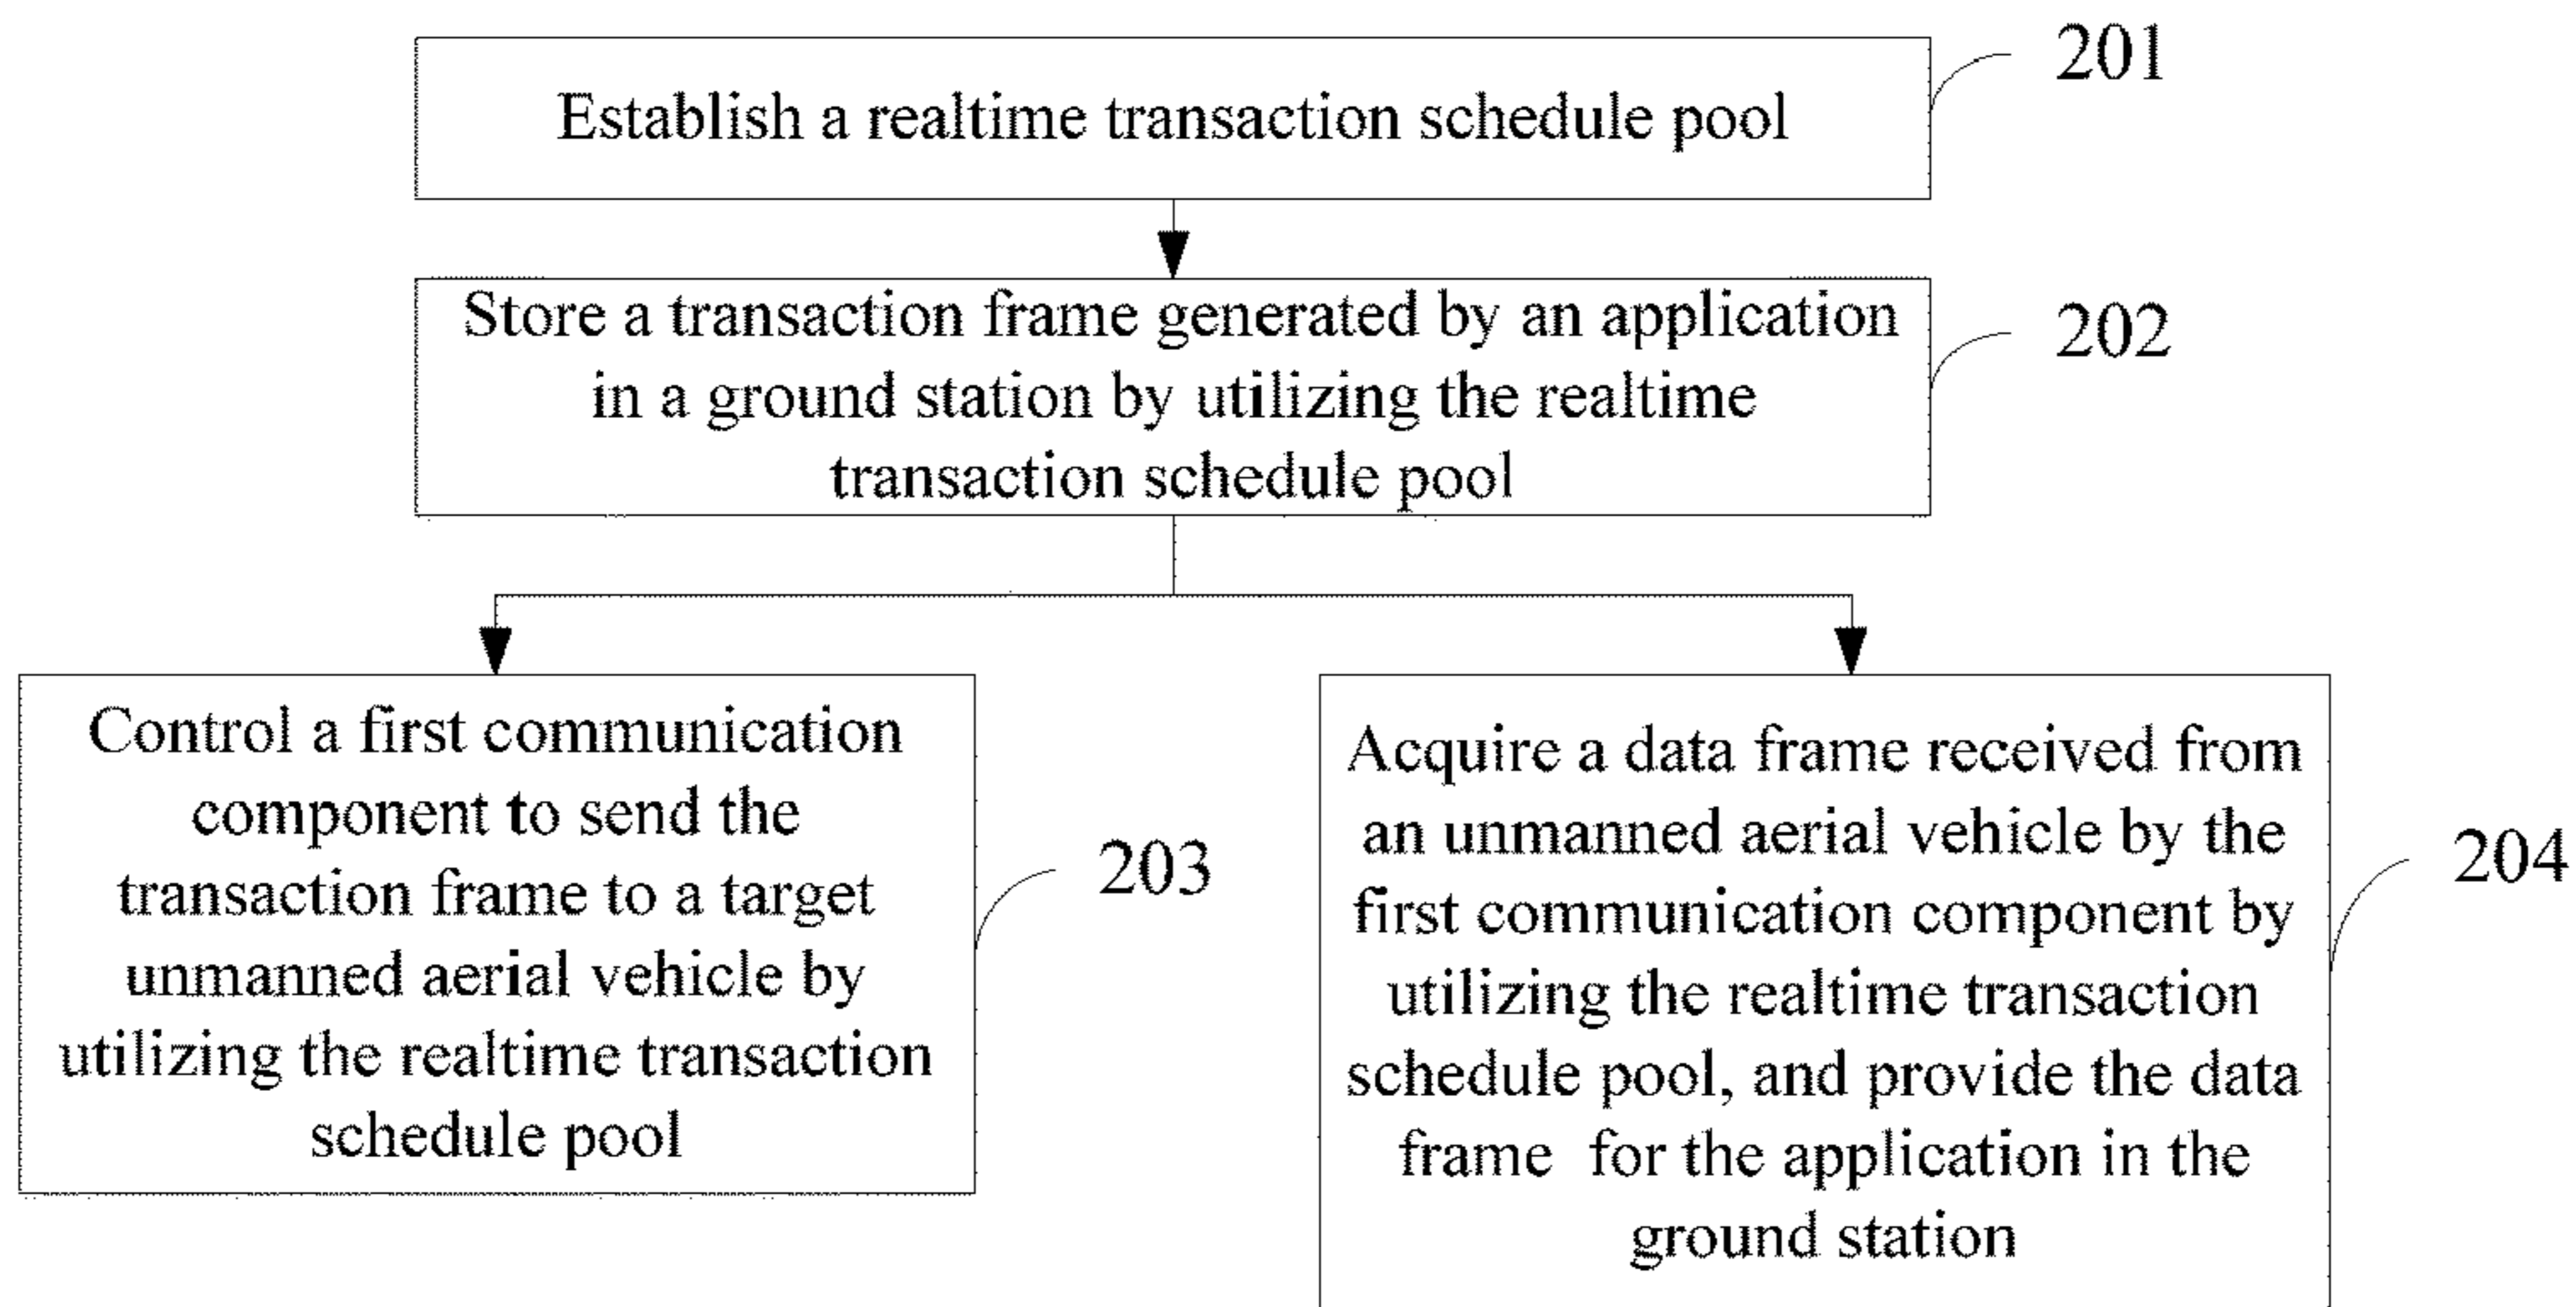 Establish a realtime transaction schedule pool
201
Store a transaction frame generated by an application
in a ground station by utilizing the realtime
transaction schedule pool
202
Control a first communication
component to send the
transaction frame to a target
unmanned aerial vehicle by
utilizing the realtime transaction
schedule pool
203
Acquire a data frame received from
an unmanned aerial vehicle by the
first communication component by
utilizing the realtime transaction
schedule pool, and provide the data
frame for the application in the
ground station
204